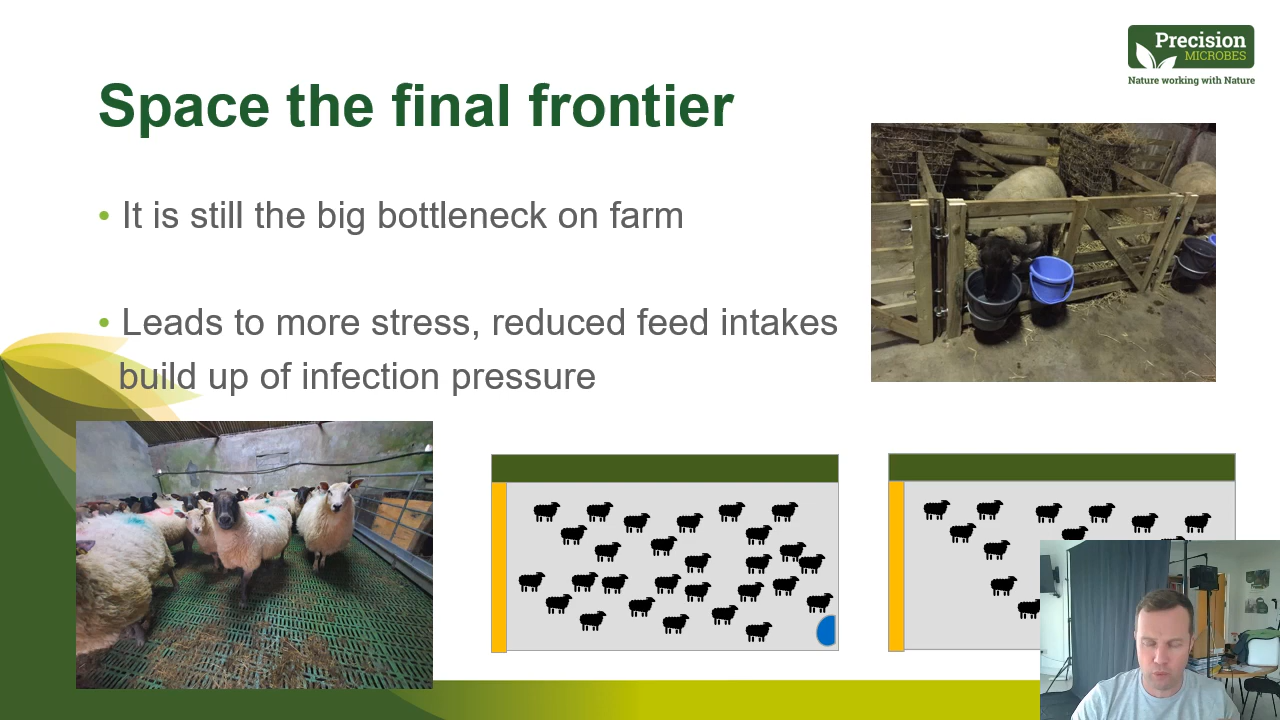 Precision
MICROBES
Nature working with Nature
Space the final frontier
• It is still the big bottleneck on farm
• Leads to more stress, reduced feed intakes
build up of infection pressure